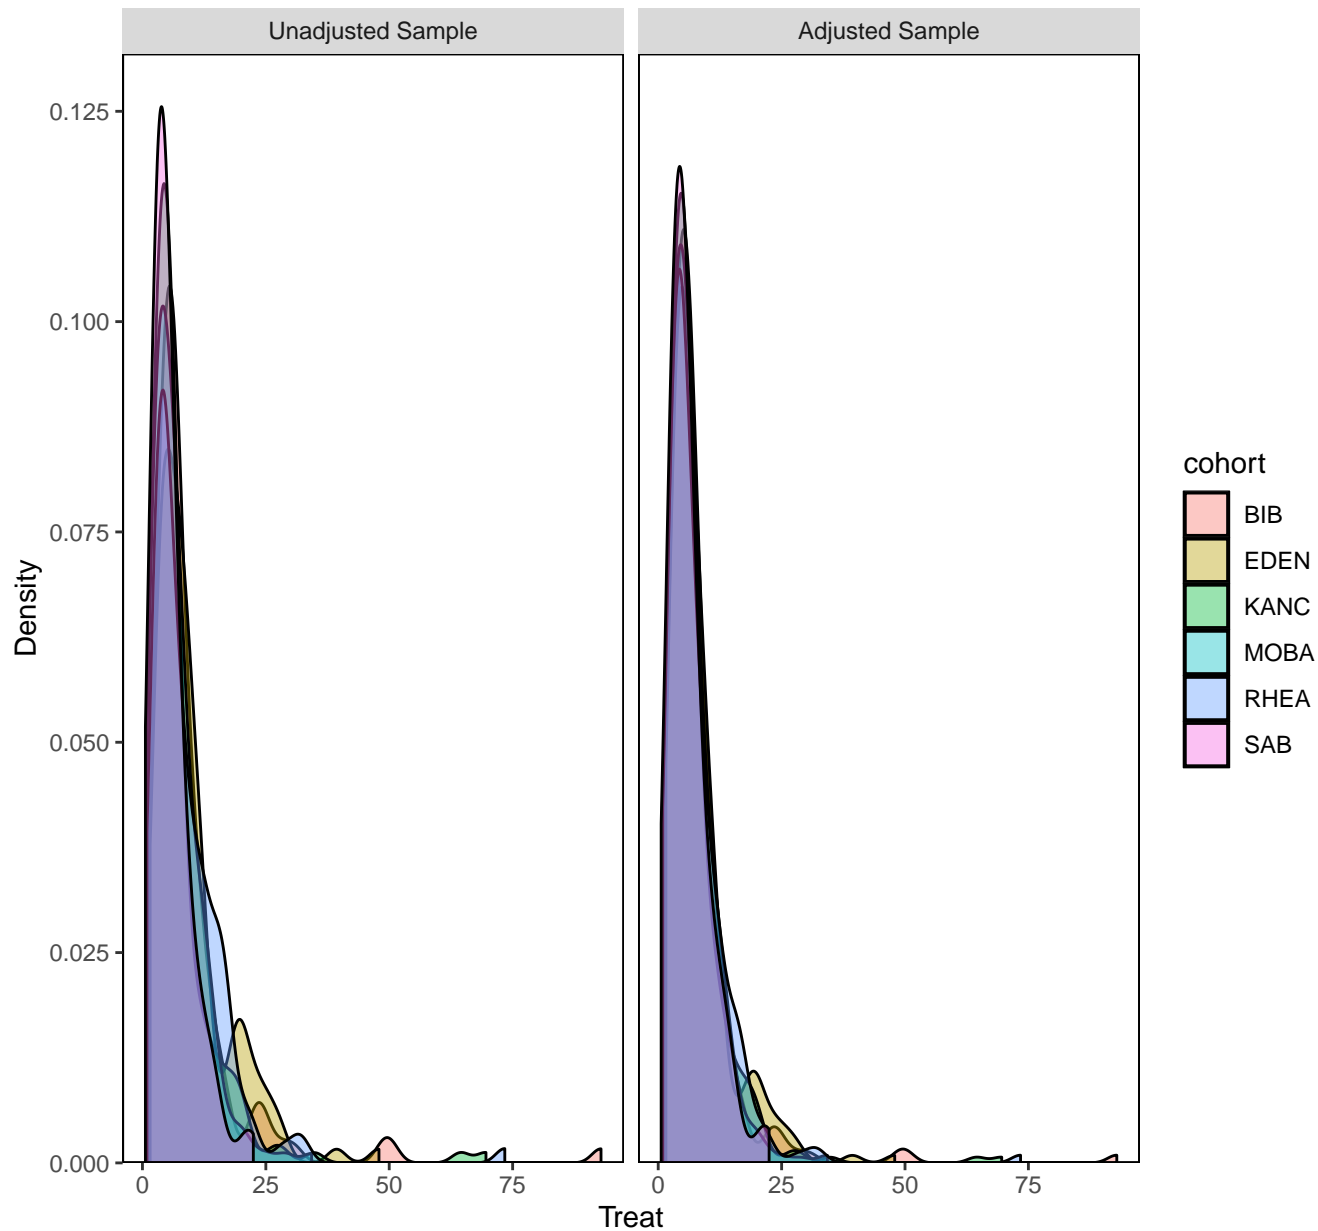 Unadjusted Sample
Adjusted Sample
0.125
0.100
0.075
0.050
0.025
0.000
Density
0
25
50
75
0
25
50
75
Treat
cohort
BIB
EDEN
KANC
MOBA
RHEA
SAB